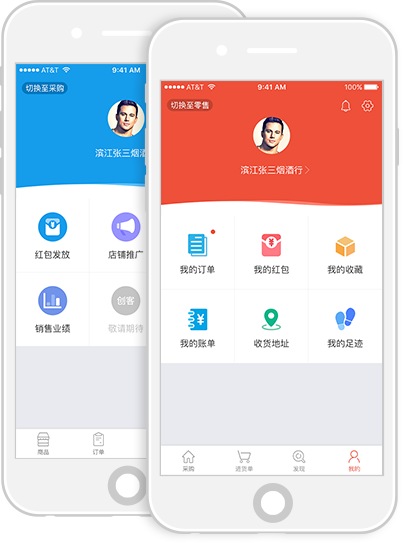 ●●●●● AT&T
9:41 AM
切换至采购
滨江张三烟酒
红包发放
店铺推广
创客
销售业绩
敬请期待
商品
订单
●●●●● AT&T
9:41 AM
100%
切换至零售
滨江张三烟酒行
我的订单
我的红包
我的收藏
我的账单
收货地址
我的足迹
采购
进货单
发现
我的